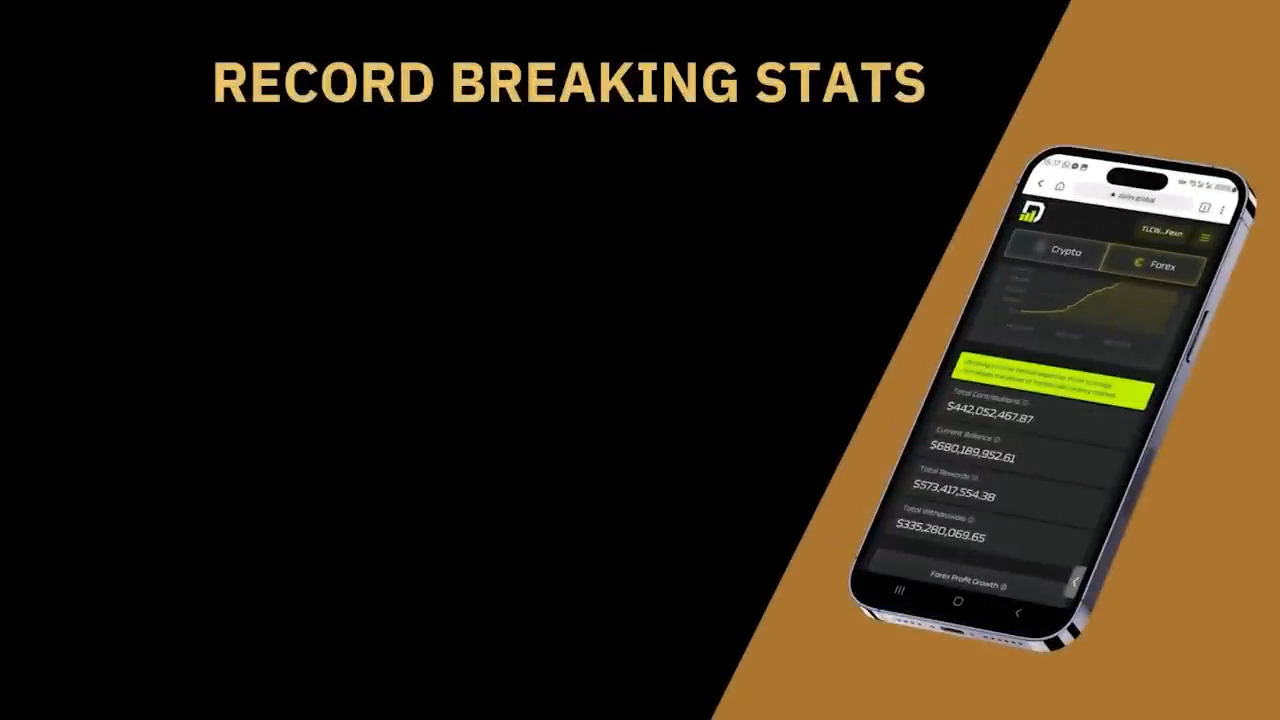 RECORD BREAKING STATS
Crypto
Forex
Total Contributions
$442,052,467.87
Current Balance
$680,189,952.61
Total Rewards
$573,417,554.38
Total Withdrawals
$335,280,069.65
Forex Profit Growth